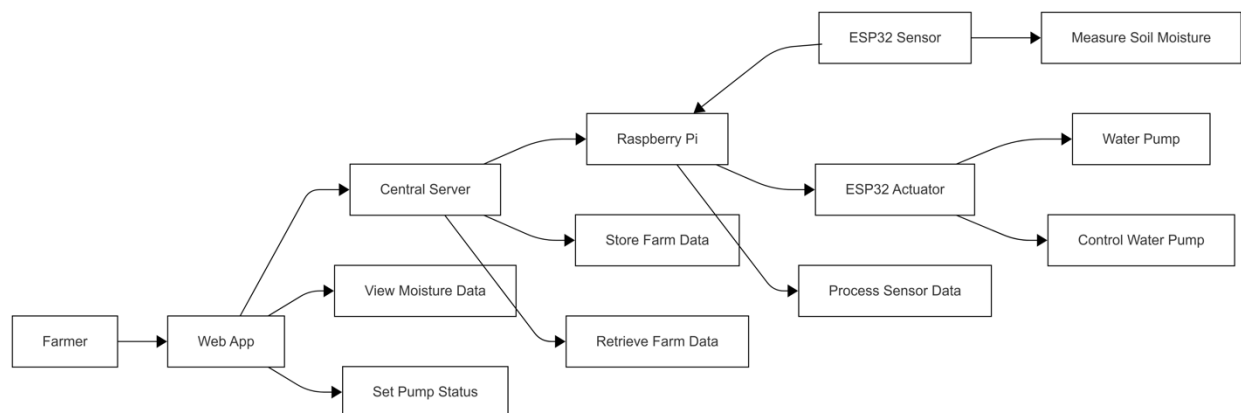 ESP32 Sensor
Measure Soil Moisture
Raspberry Pi
Water Pump
Central Server
ESP32 Actuator
Store Farm Data
Control Water Pump
View Moisture Data
Process Sensor Data
Farmer
Web App
Retrieve Farm Data
Set Pump Status